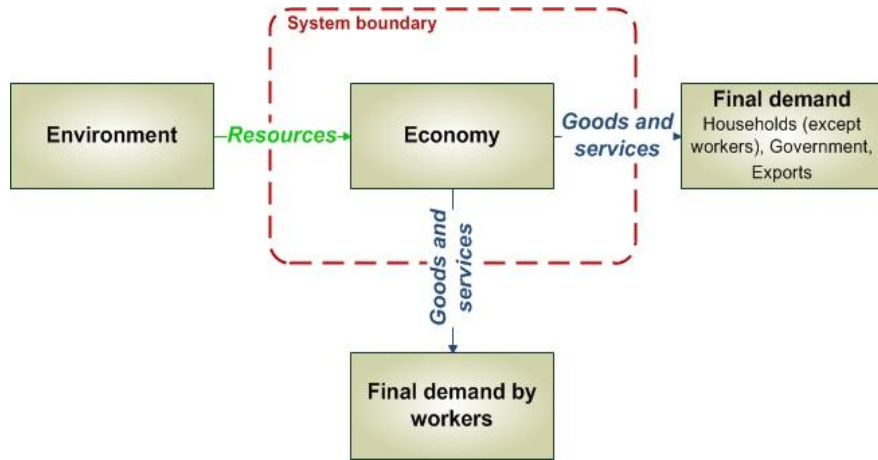 System boundary
Environment
Resources
Economy
Goods and
services
Final demand
Households (except
workers), Government,
Exports
Goods and
services
Final demand by
workers